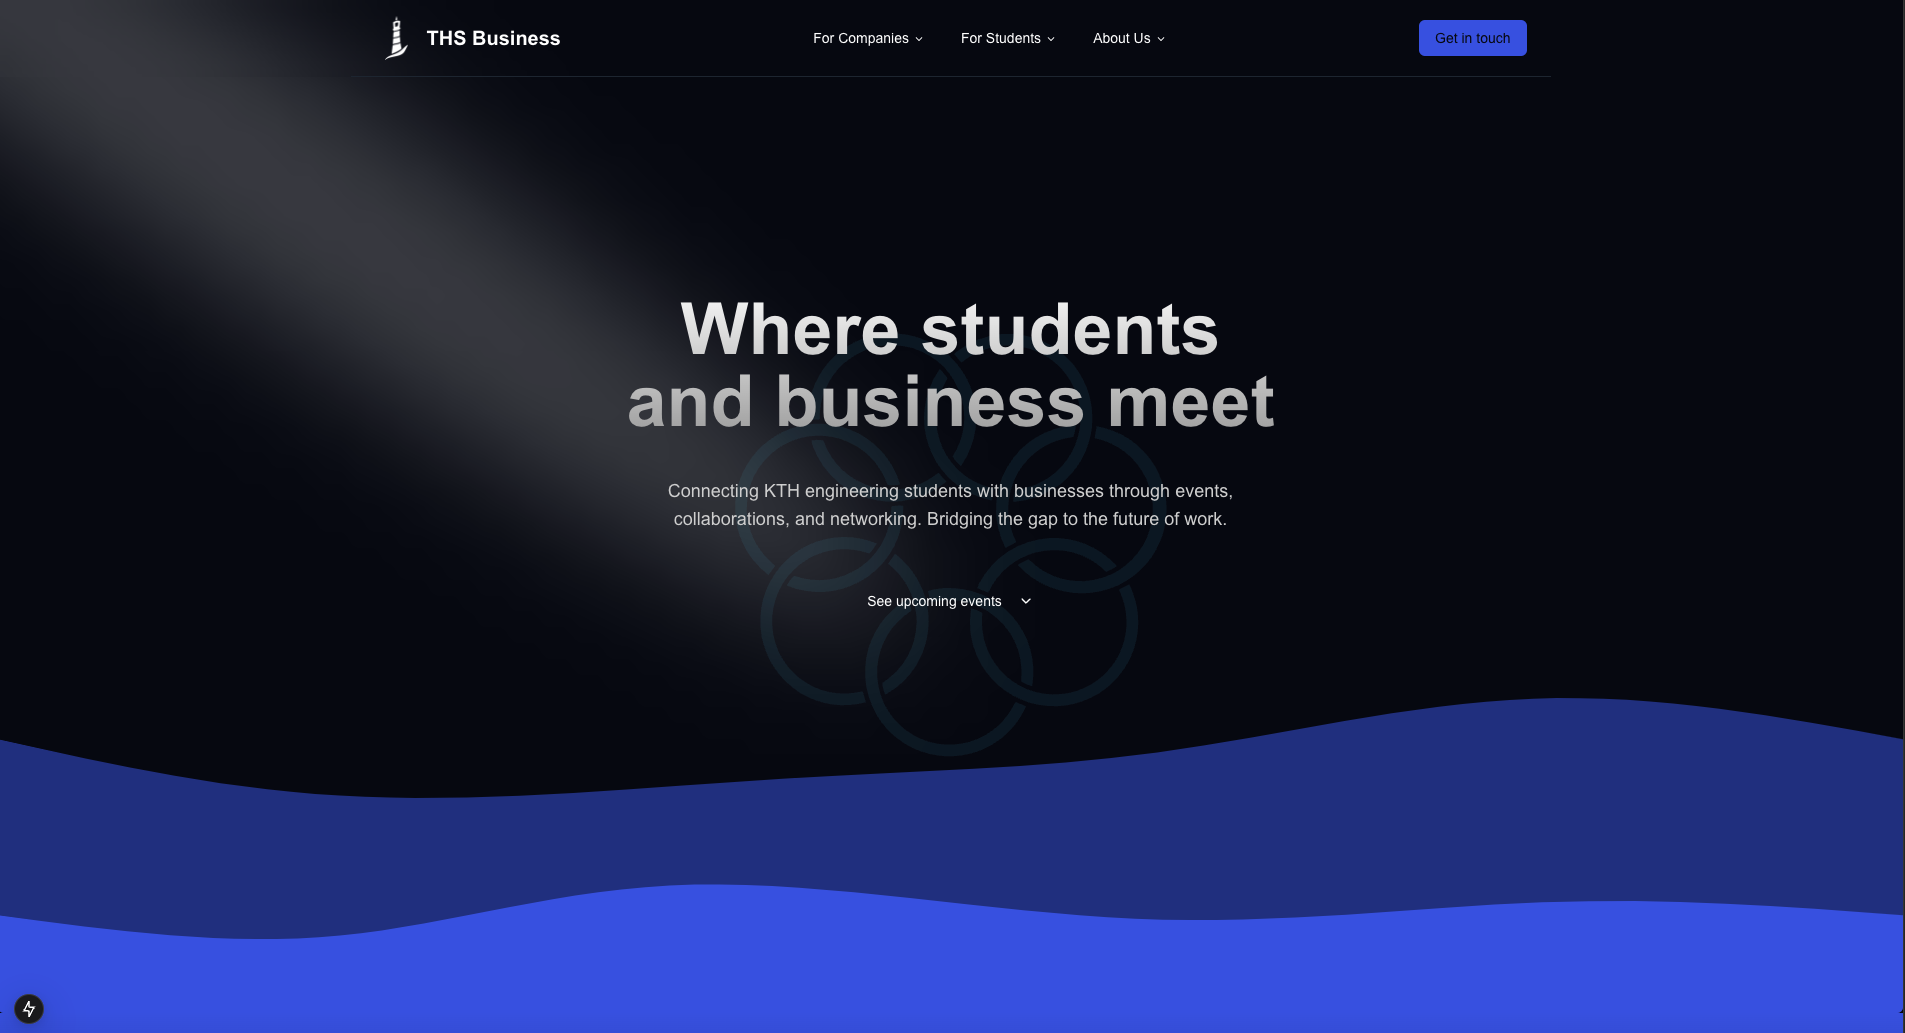 THS Business
For Companies
For Students
About Us
Get in touch
Where students
and business meet
Connecting KTH engineering students with businesses through events,
collaborations, and networking. Bridging the gap to the future of work.
See upcoming events